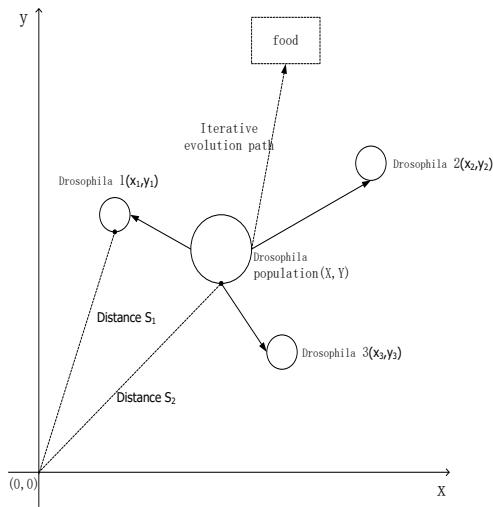 y
food
Iterative
evolution path
Drosophila 2(x₂,y₂)
Drosophila 1(x₁,y₁)
Drosophila
population(X,Y)
Distance S₁
Drosophila 3(x₃,y₃)
Distance S₂
(0,0)
x